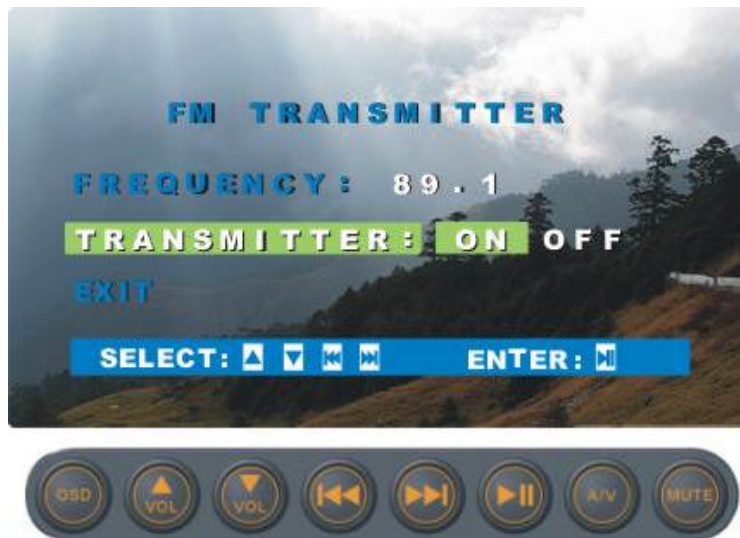 FM TRANSMITTER
FREQUENCY: 89.1
TRANSMITTER: ON OFF
EXIT
SELECT: ▲ ▼ ⏮ ⏭ ENTER: ⏯
OSD VOL VOL A/V MUTE